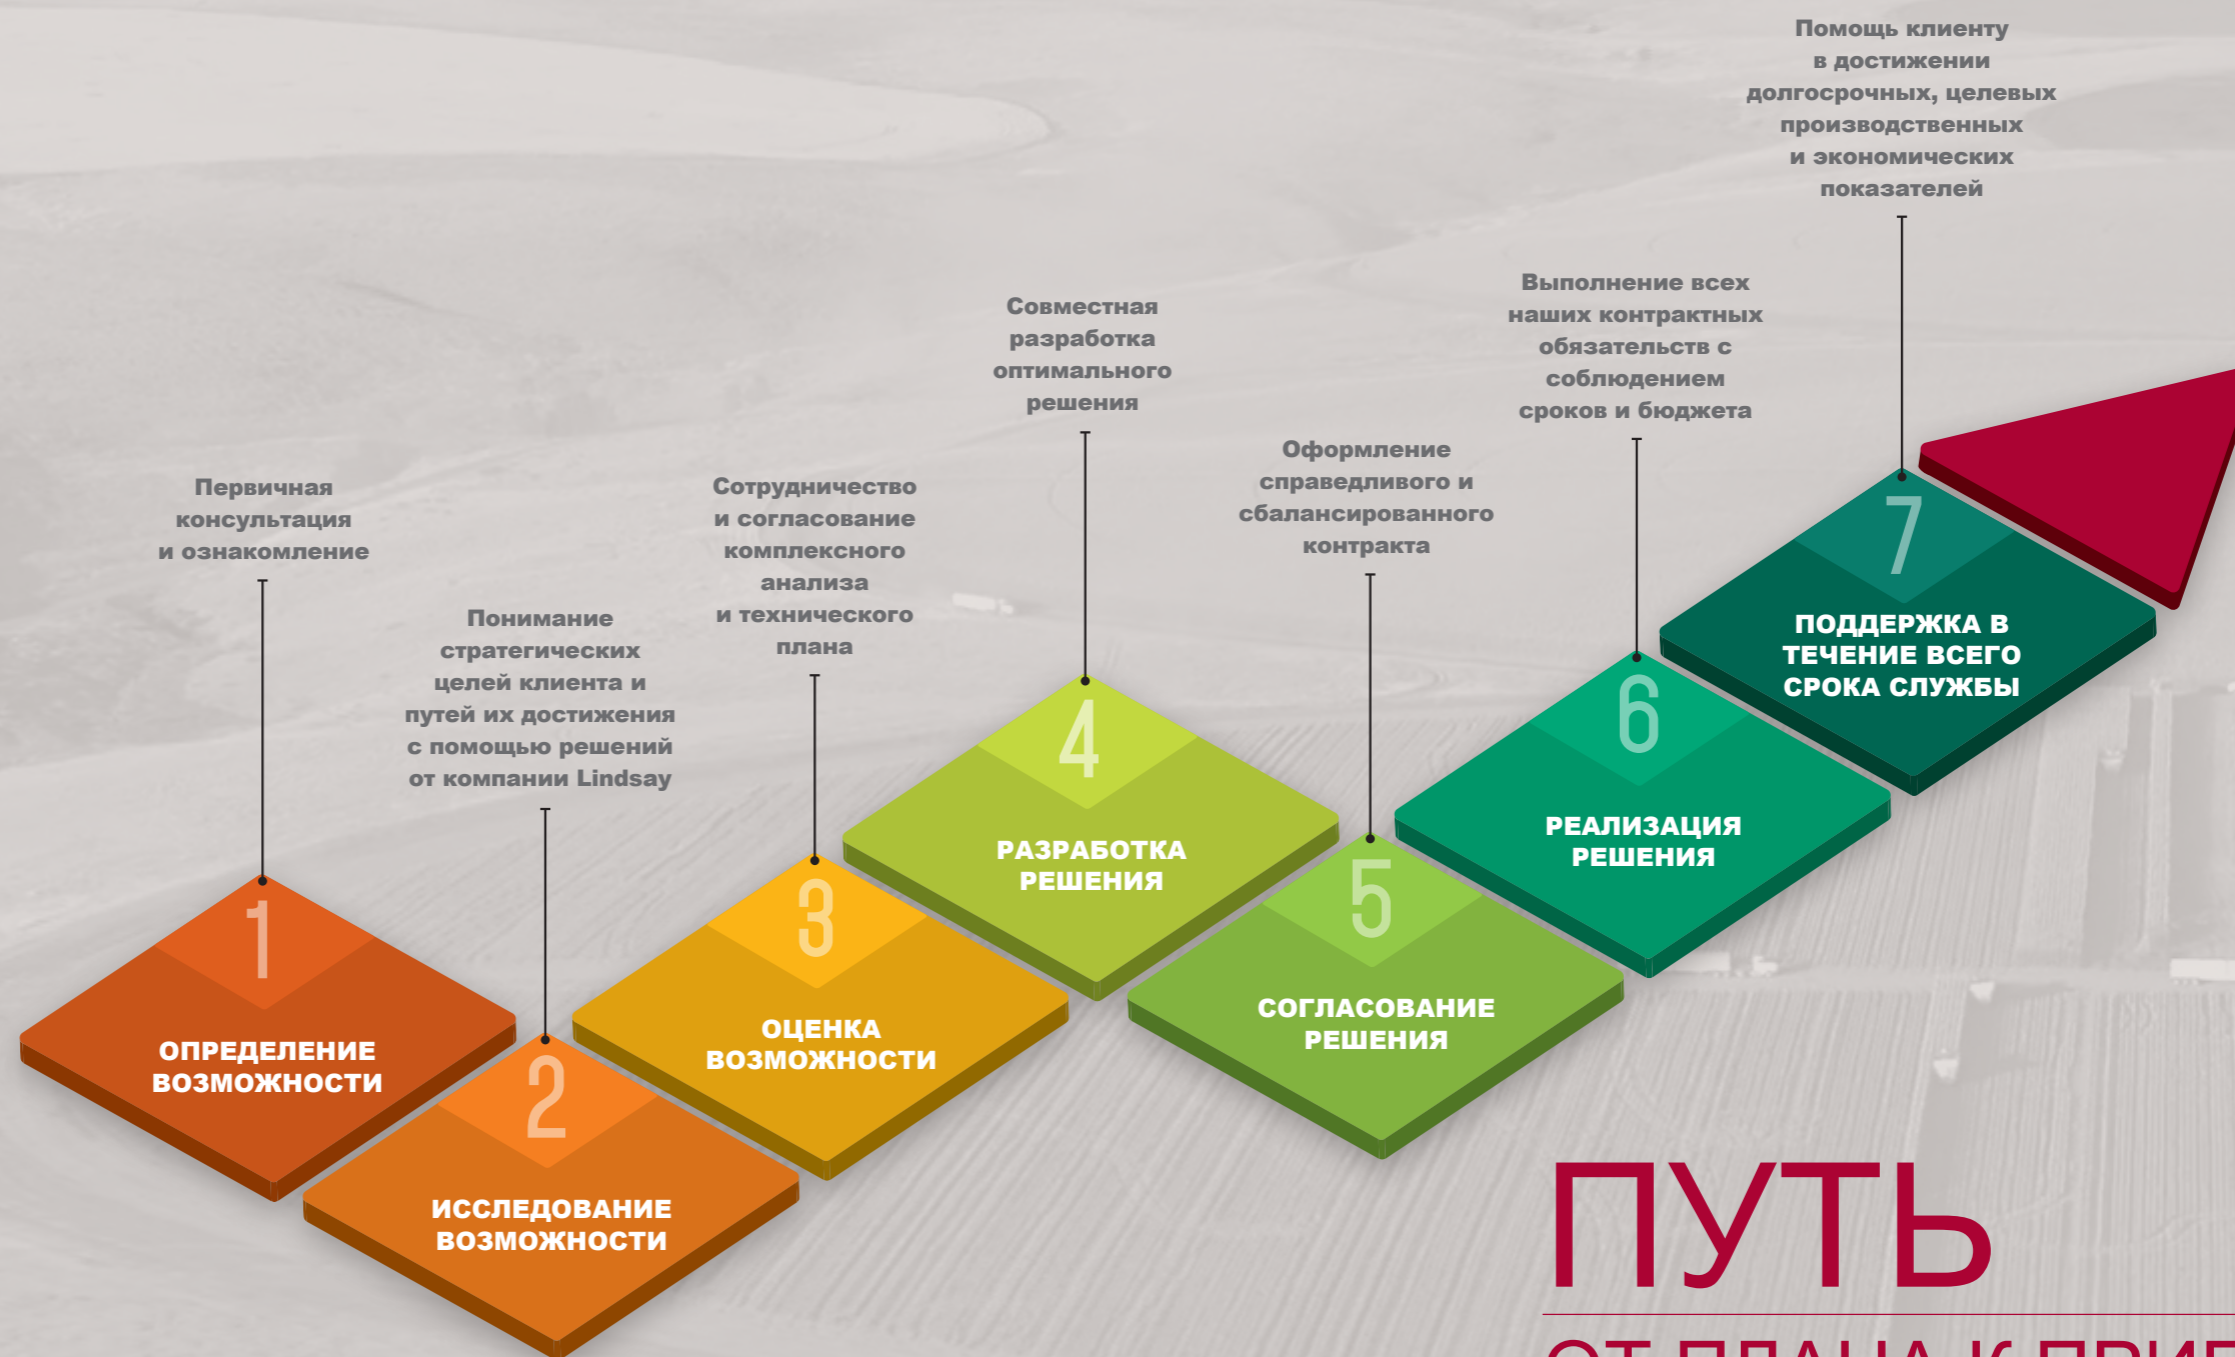 Первичная
консультация
и ознакомление
1
ОПРЕДЕЛЕНИЕ
ВОЗМОЖНОСТИ
Понимание
стратегических
целей клиента и
путей их достижения
с помощью решений
от компании Lindsay
2
ИССЛЕДОВАНИЕ
ВОЗМОЖНОСТИ
Сотрудничество
и согласование
комплексного
анализа
и технического
плана
3
ОЦЕНКА
ВОЗМОЖНОСТИ
Совместная
разработка
оптимального
решения
4
РАЗРАБОТКА
РЕШЕНИЯ
Оформление
справедливого и
сбалансированного
контракта
5
СОГЛАСОВАНИЕ
РЕШЕНИЯ
Выполнение всех
наших контрактных
обязательств с
соблюдением
сроков и бюджета
6
РЕАЛИЗАЦИЯ
РЕШЕНИЯ
Помощь клиенту
в достижении
долгосрочных, целевых
производственных
и экономических
показателей
7
ПОДДЕРЖКА В
ТЕЧЕНИЕ ВСЕГО
СРОКА СЛУЖБЫ
ПУТЬ
ОТ ПЛАНА К